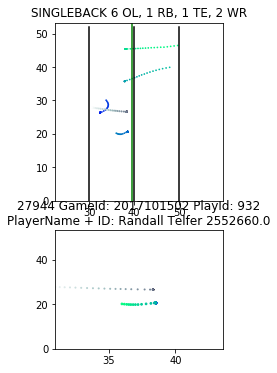 SINGLEBACK 6 OL, 1 RB, 1 TE, 2 WR
50
40
30
20
10
0
30 40 50
27944 GameId: 2017101502 PlayId: 932
PlayerName + ID: Randall Telfer 2552660.0
40
20
0
35 40